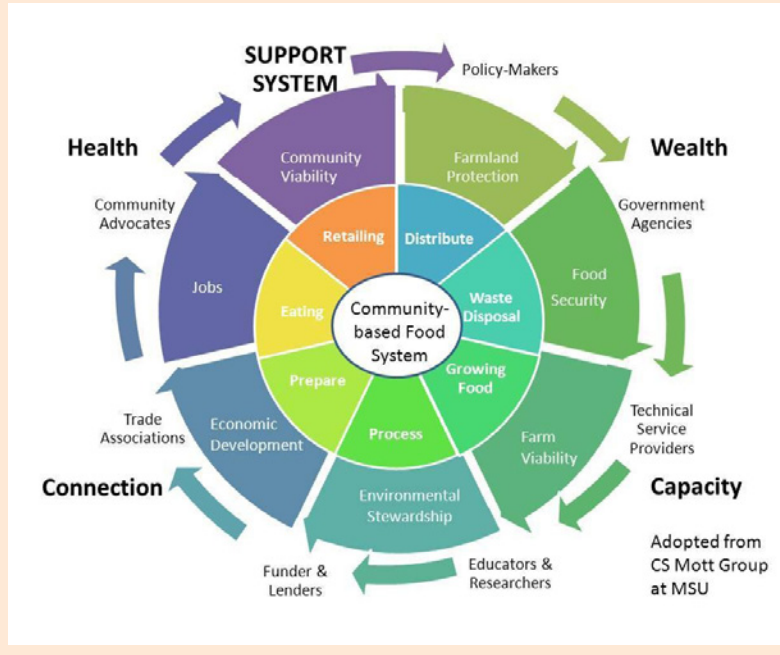 SUPPORT
SYSTEM
Policy-Makers
Health
Wealth
Community
Viability
Farmland
Protection
Community
Advocates
Government
Agencies
Retailing
Distribute
Jobs
Food
Security
Eating
Waste
Disposal
Community-
based Food
System
Prepare
Growing
Food
Process
Trade
Associations
Economic
Development
Farm
Viability
Technical
Service
Providers
Connection
Capacity
Environmental
Stewardship
Funder &
Lenders
Educators &
Researchers
Adopted from
CS Mott Group
at MSU